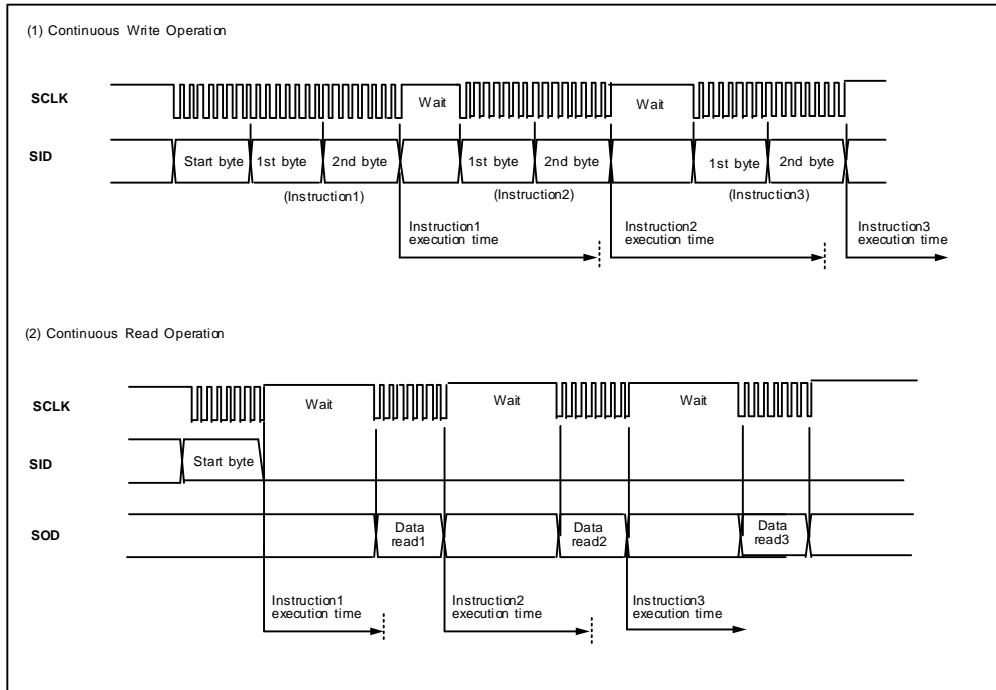 (1) Continuous Write Operation
SCLK
Wait
Wait
SID
Start byte 1st byte 2nd byte 1st byte 2nd byte 1st byte 2nd byte
(Instruction1) (Instruction2) (Instruction3)
Instruction1
execution time
Instruction2
execution time
Instruction3
execution time
(2) Continuous Read Operation
SCLK
Wait
Wait
Wait
SID
Start byte
SOD
Data
read1
Data
read2
Data
read3
Instruction1
execution time
Instruction2
execution time
Instruction3
execution time